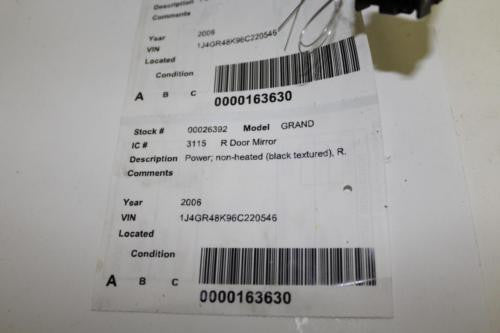 Description
Comments
Year 2006
VIN 1J4GR48K96C220546
Located
Condition
A B C 0000163630
Stock # 00026392 Model GRAND
IC # 3115 R Door Mirror
Description Power; non-heated (black textured), R.
Comments
Year 2006
VIN 1J4GR48K96C220546
Located
Condition
A B C
0000163630